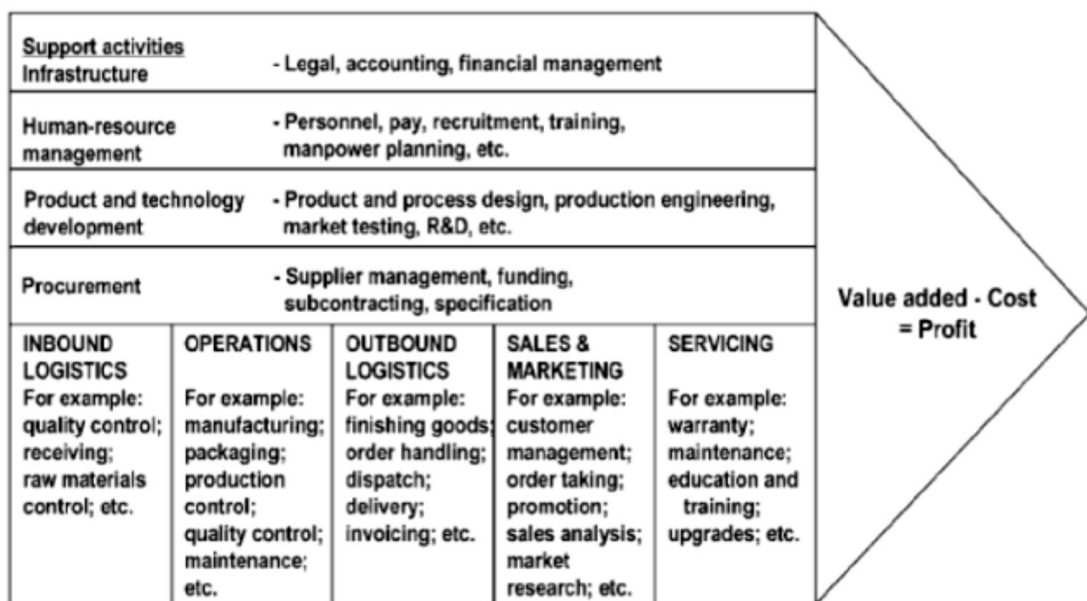 Support activities
Infrastructure
- Legal, accounting, financial management
Human-resource
management
- Personnel, pay, recruitment, training,
manpower planning, etc.
Product and technology
development
- Product and process design, production engineering,
market testing, R&D, etc.
Procurement
- Supplier management, funding,
subcontracting, specification
INBOUND
LOGISTICS
For example:
quality control;
receiving;
raw materials
control; etc.
OPERATIONS
For example:
manufacturing;
packaging;
production
control;
quality control;
maintenance;
etc.
OUTBOUND
LOGISTICS
For example:
finishing goods;
order handling;
dispatch;
delivery;
invoicing; etc.
SALES &
MARKETING
For example:
customer
management;
order taking;
promotion;
sales analysis;
market
research; etc.
SERVICING
For example:
warranty;
maintenance;
education and
training;
upgrades; etc.
Value added - Cost
= Profit